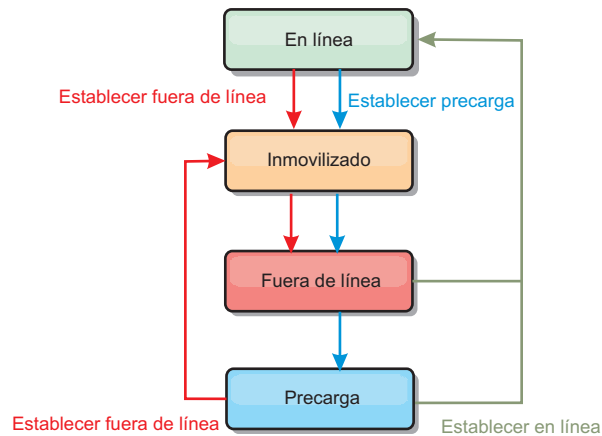 En línea
Establecer fuera de línea
Establecer precarga
Inmovilizado
Fuera de línea
Precarga
Establecer fuera de línea
Establecer en línea